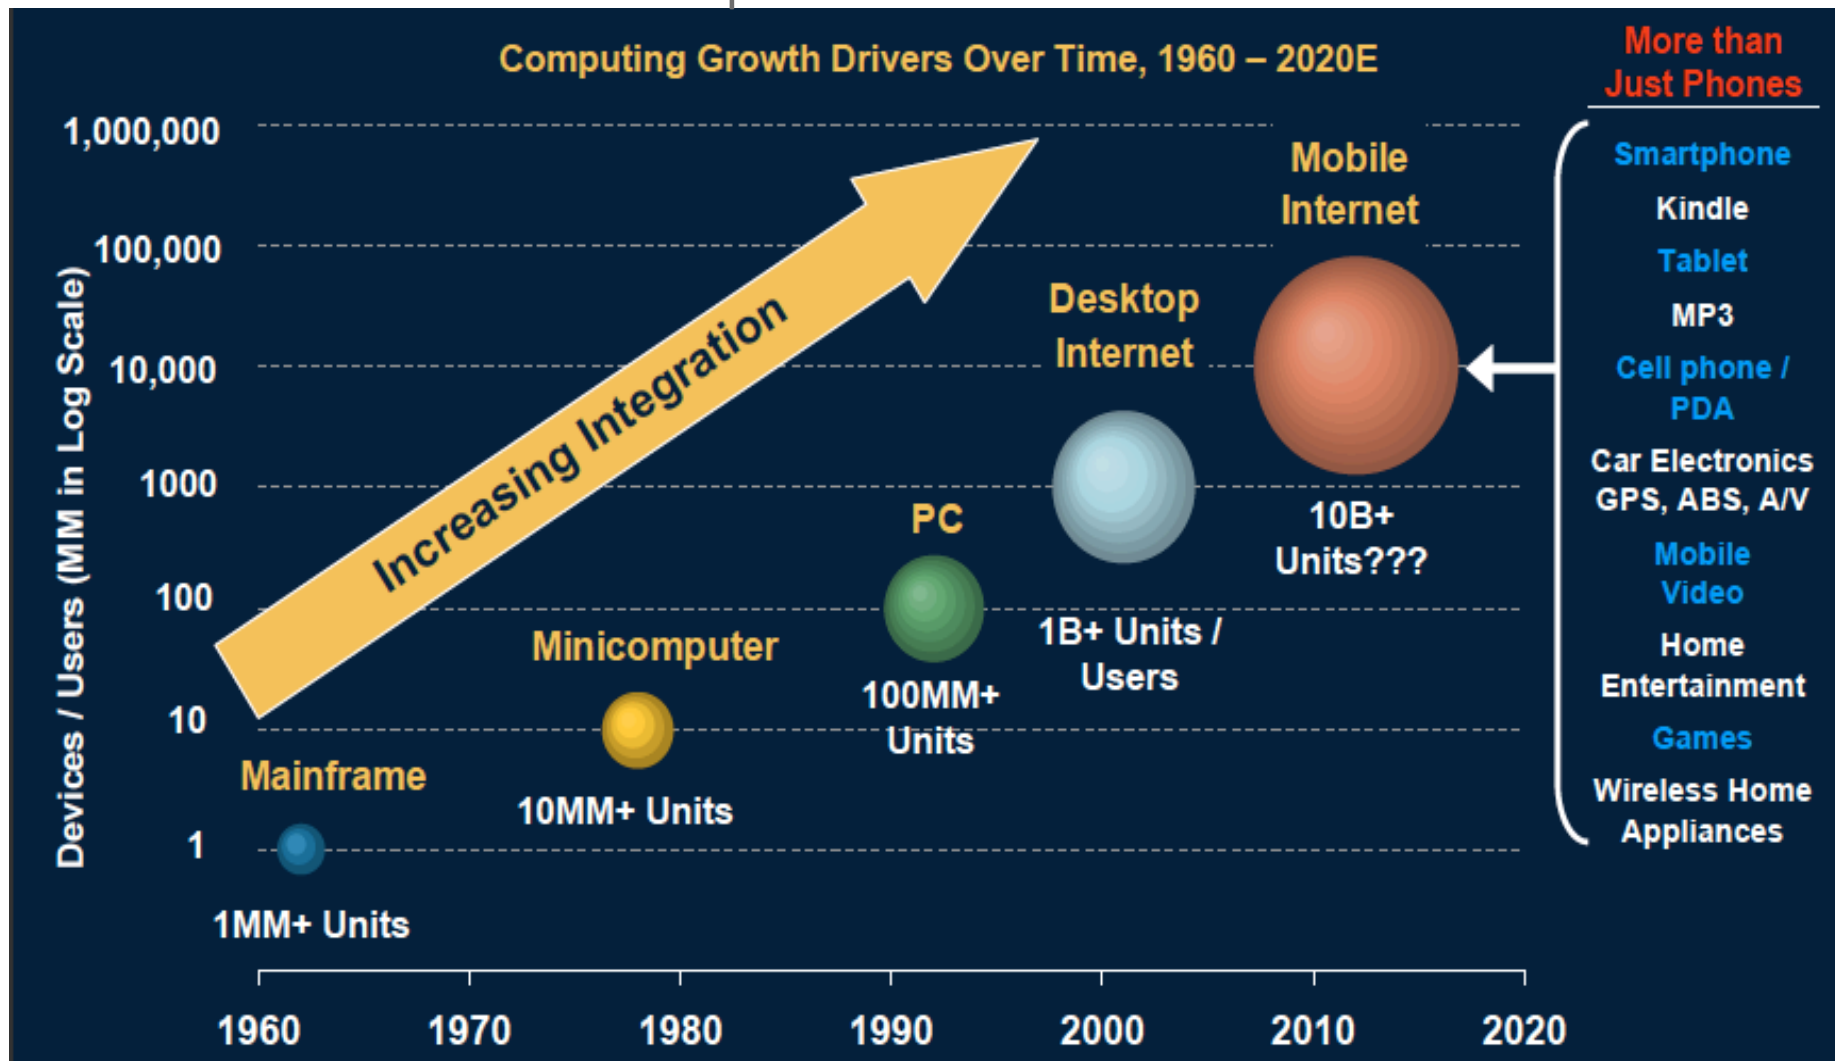 Computing Growth Drivers Over Time, 1960 – 2020E
More than
Just Phones
Devices / Users (MM in Log Scale)
1,000,000
100,000
10,000
1000
100
10
1
Increasing Integration
Mainframe
1MM+ Units
Minicomputer
10MM+ Units
PC
100MM+
Units
Desktop
Internet
1B+ Units /
Users
Mobile
Internet
10B+
Units???
Smartphone
Kindle
Tablet
MP3
Cell phone /
PDA
Car Electronics
GPS, ABS, A/V
Mobile
Video
Home
Entertainment
Games
Wireless Home
Appliances
1960
1970
1980
1990
2000
2010
2020